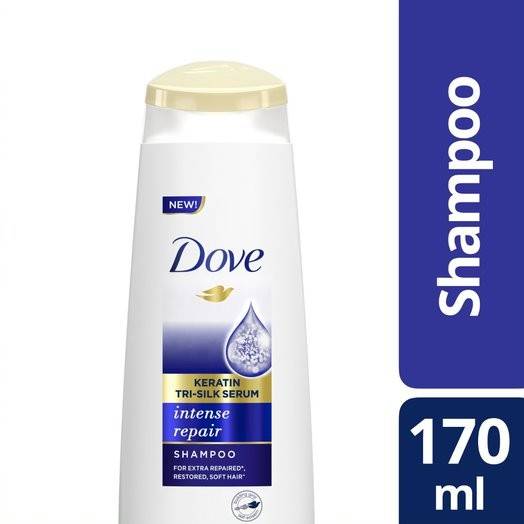 NEW!
Dove
KERATIN
TRI-SILK SERUM
intense
repair
SHAMPOO
FOR EXTRA REPAIRED*,
RESTORED, SOFT HAIR*
Shampoo
170
ml